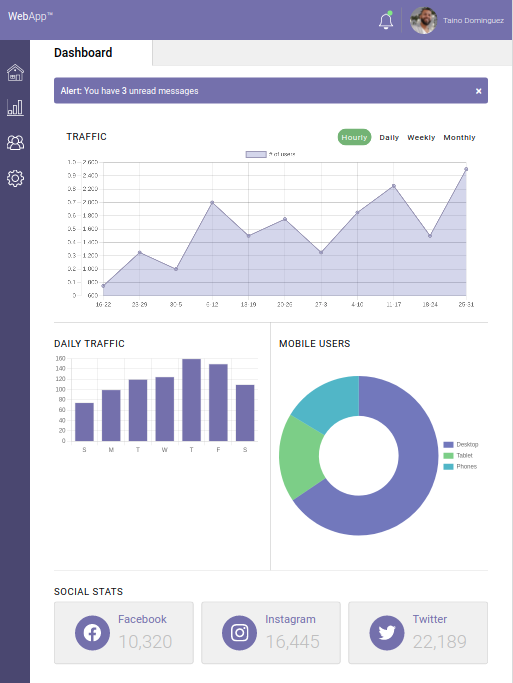 WebApp™
Taino Dominguez
Dashboard
Alert: You have 3 unread messages ×
TRAFFIC
Hourly Daily Weekly Monthly
# of users
1.0 2 600
0.9 2 400
0.8 2 200
0.7 2 000
0.6 1 800
0.5 1 600
0.4 1 400
0.3 1 200
0.2 1 000
0.1 800
0 600
16-22 23-29 30-5 6-12 13-19 20-26 27-3 4-10 11-17 18-24 25-31
DAILY TRAFFIC
160
140
120
100
80
60
40
20
0
S M T W T F S
MOBILE USERS
Desktop
Tablet
Phones
SOCIAL STATS
Facebook
10,320
Instagram
16,445
Twitter
22,189